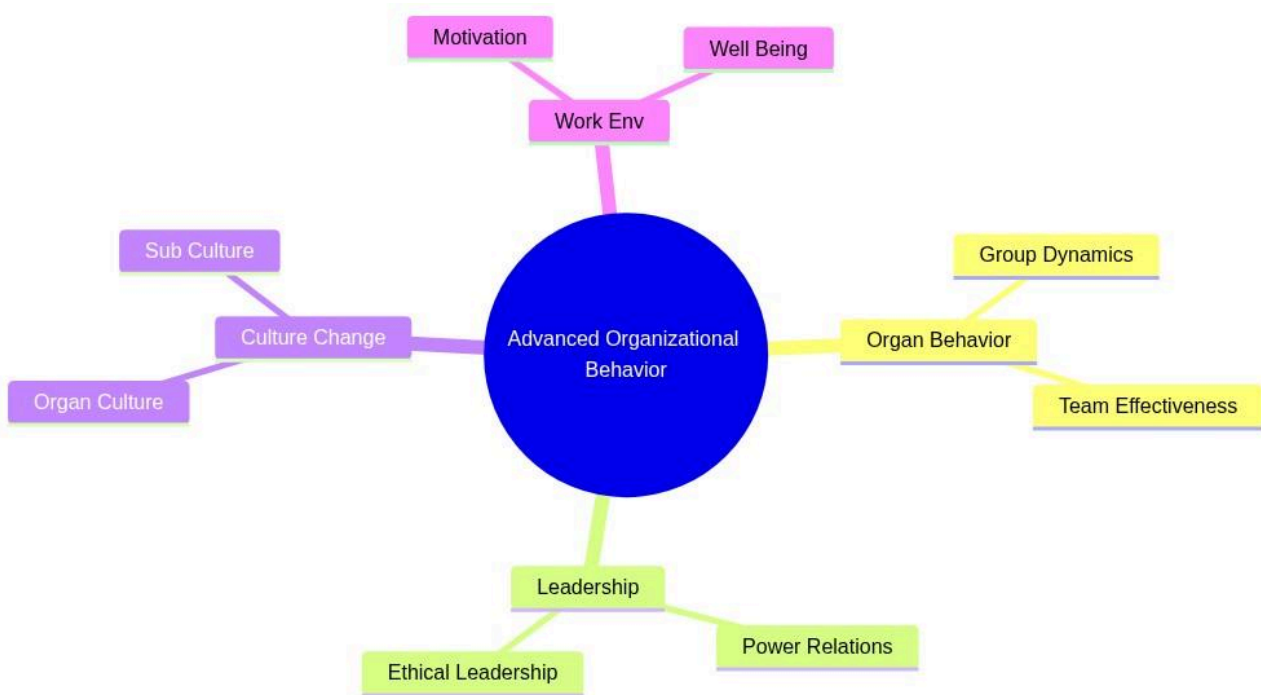 Motivation
Well Being
Work Env
Sub Culture
Group Dynamics
Culture Change
Advanced Organizational
Behavior
Organ Behavior
Organ Culture
Team Effectiveness
Leadership
Power Relations
Ethical Leadership